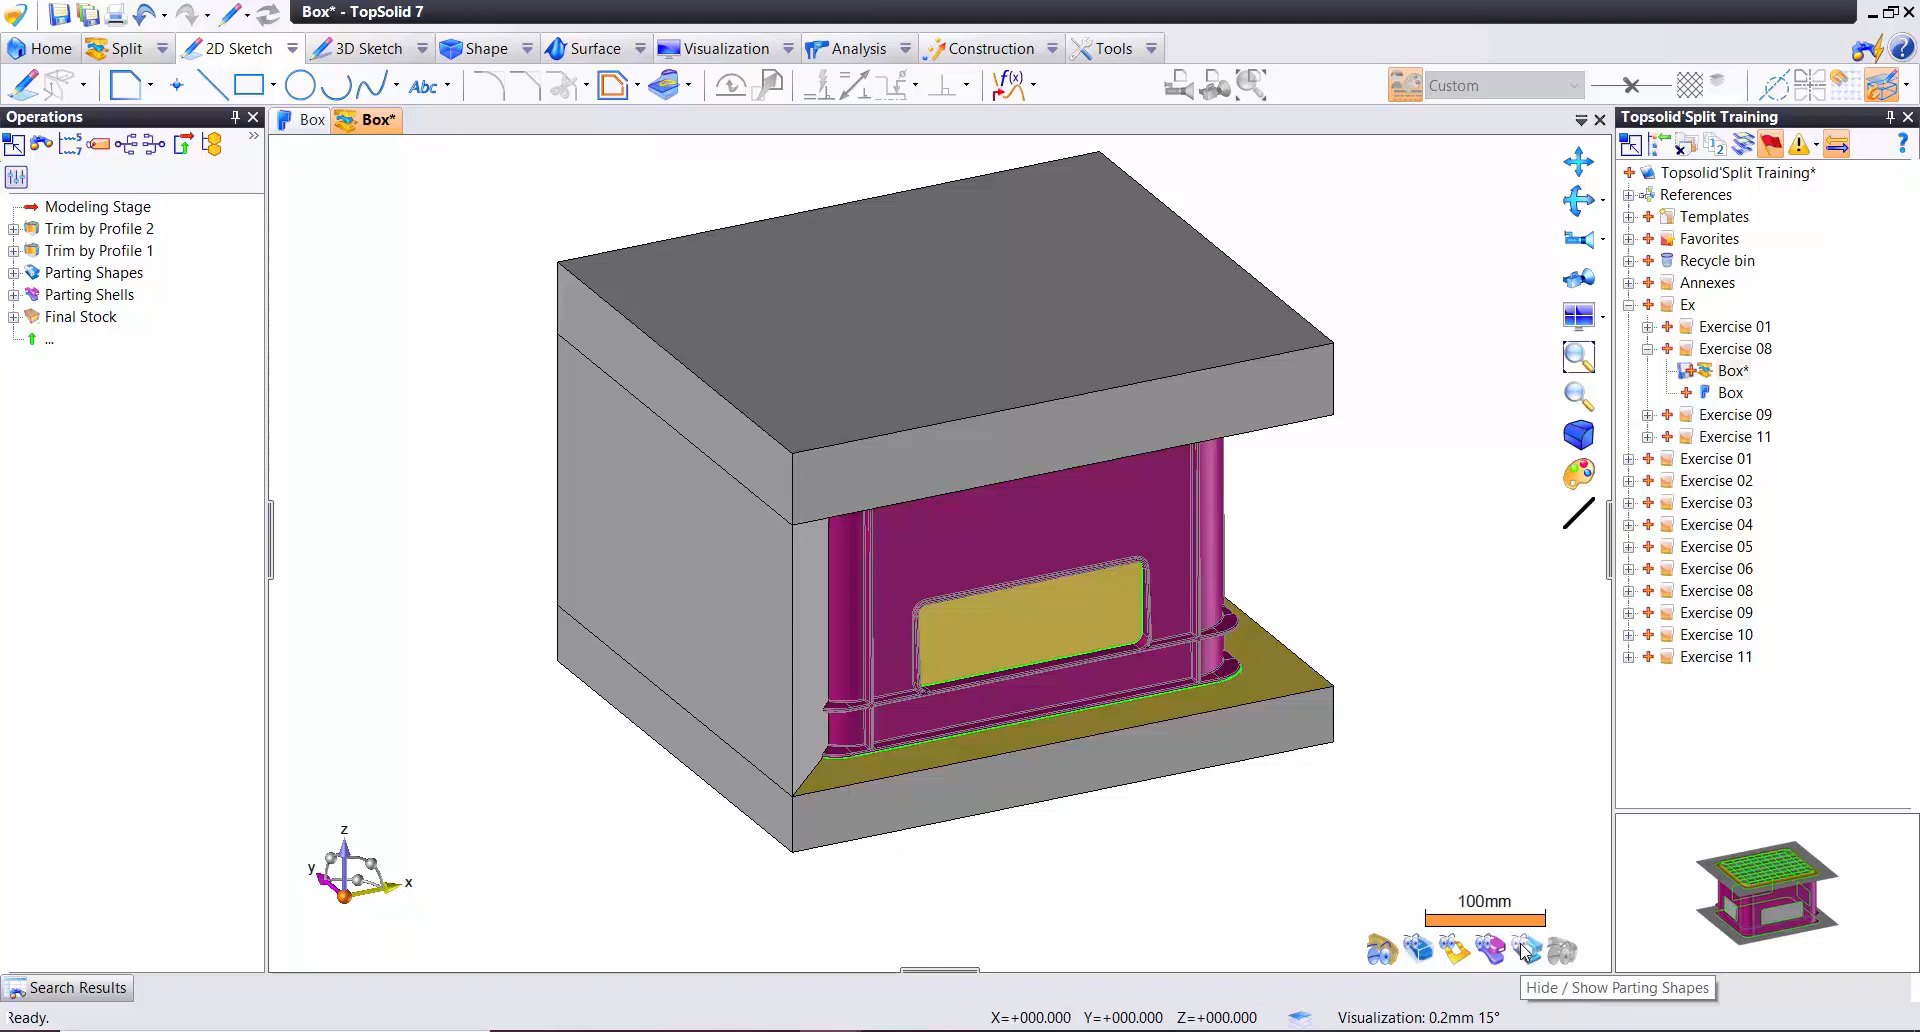 Box* - TopSolid 7
Home
Split
2D Sketch
3D Sketch
Shape
Surface
Visualization
Analysis
Construction
Tools
Abc
f(x)
Custom
Operations
Modeling Stage
Trim by Profile 2
Trim by Profile 1
Parting Shapes
Parting Shells
Final Stock
...
Box
Box*
z
y
x
100mm
Hide / Show Parting Shapes
Topsolid'Split Training
Topsolid'Split Training*
References
Templates
Favorites
Recycle bin
Annexes
Ex
Exercise 01
Exercise 08
Box*
Box
Exercise 09
Exercise 11
Exercise 01
Exercise 02
Exercise 03
Exercise 04
Exercise 05
Exercise 06
Exercise 08
Exercise 09
Exercise 10
Exercise 11
Search Results
Ready.
X=+000.000 Y=+000.000 Z=+000.000
Visualization: 0.2mm 15°